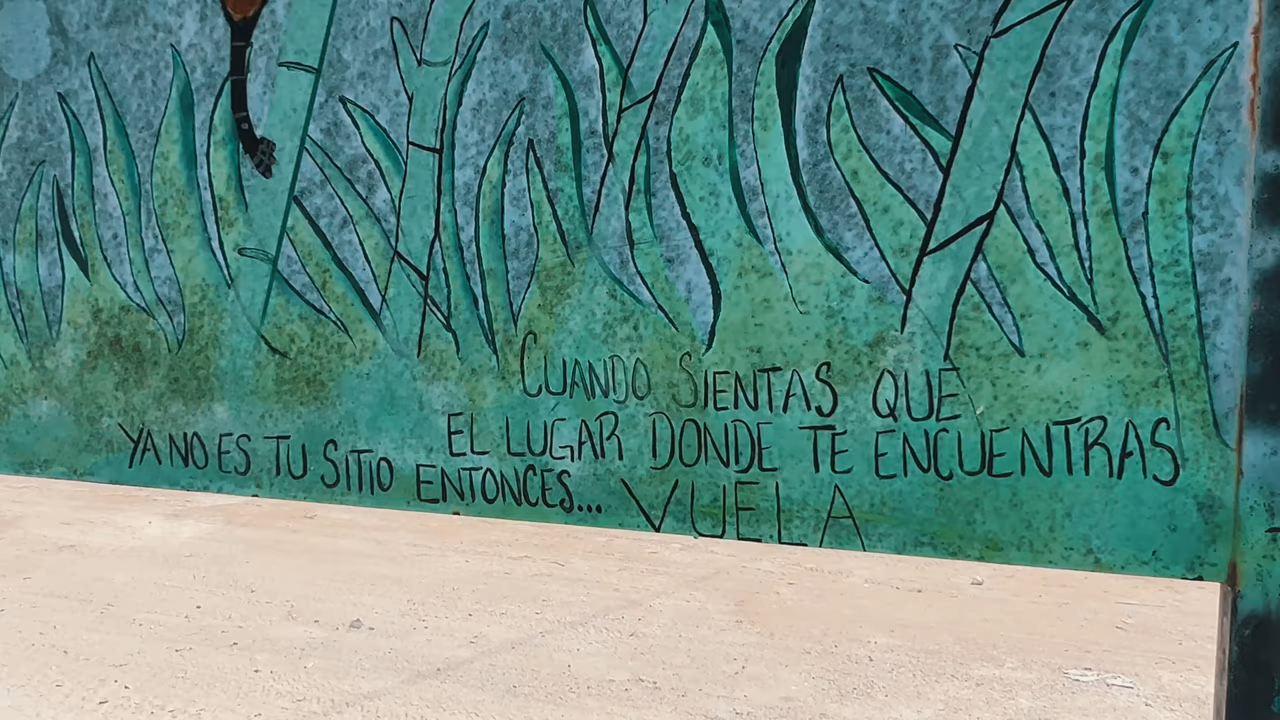 CUANDO SIENTAS QUE
EL LUGAR DONDE TE ENCUENTRAS
YA NO ES TU SITIO ENTONCES... VUELA